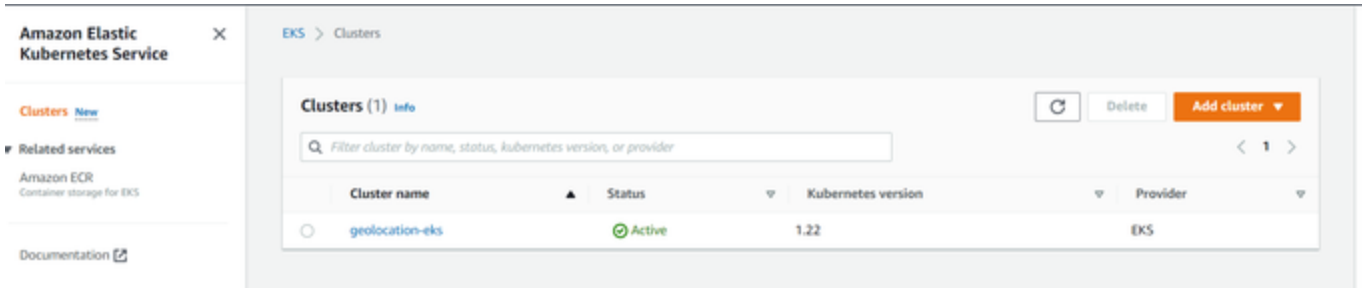 Amazon Elastic
Kubernetes Service
Clusters New
Related services
Amazon ECR
Container storage for EKS
Documentation
EKS > Clusters
Clusters (1) Info
Delete
Add cluster
Filter cluster by name, status, kubernetes version, or provider
1
Cluster name Status Kubernetes version Provider
geolocation-eks Active 1.22 EKS